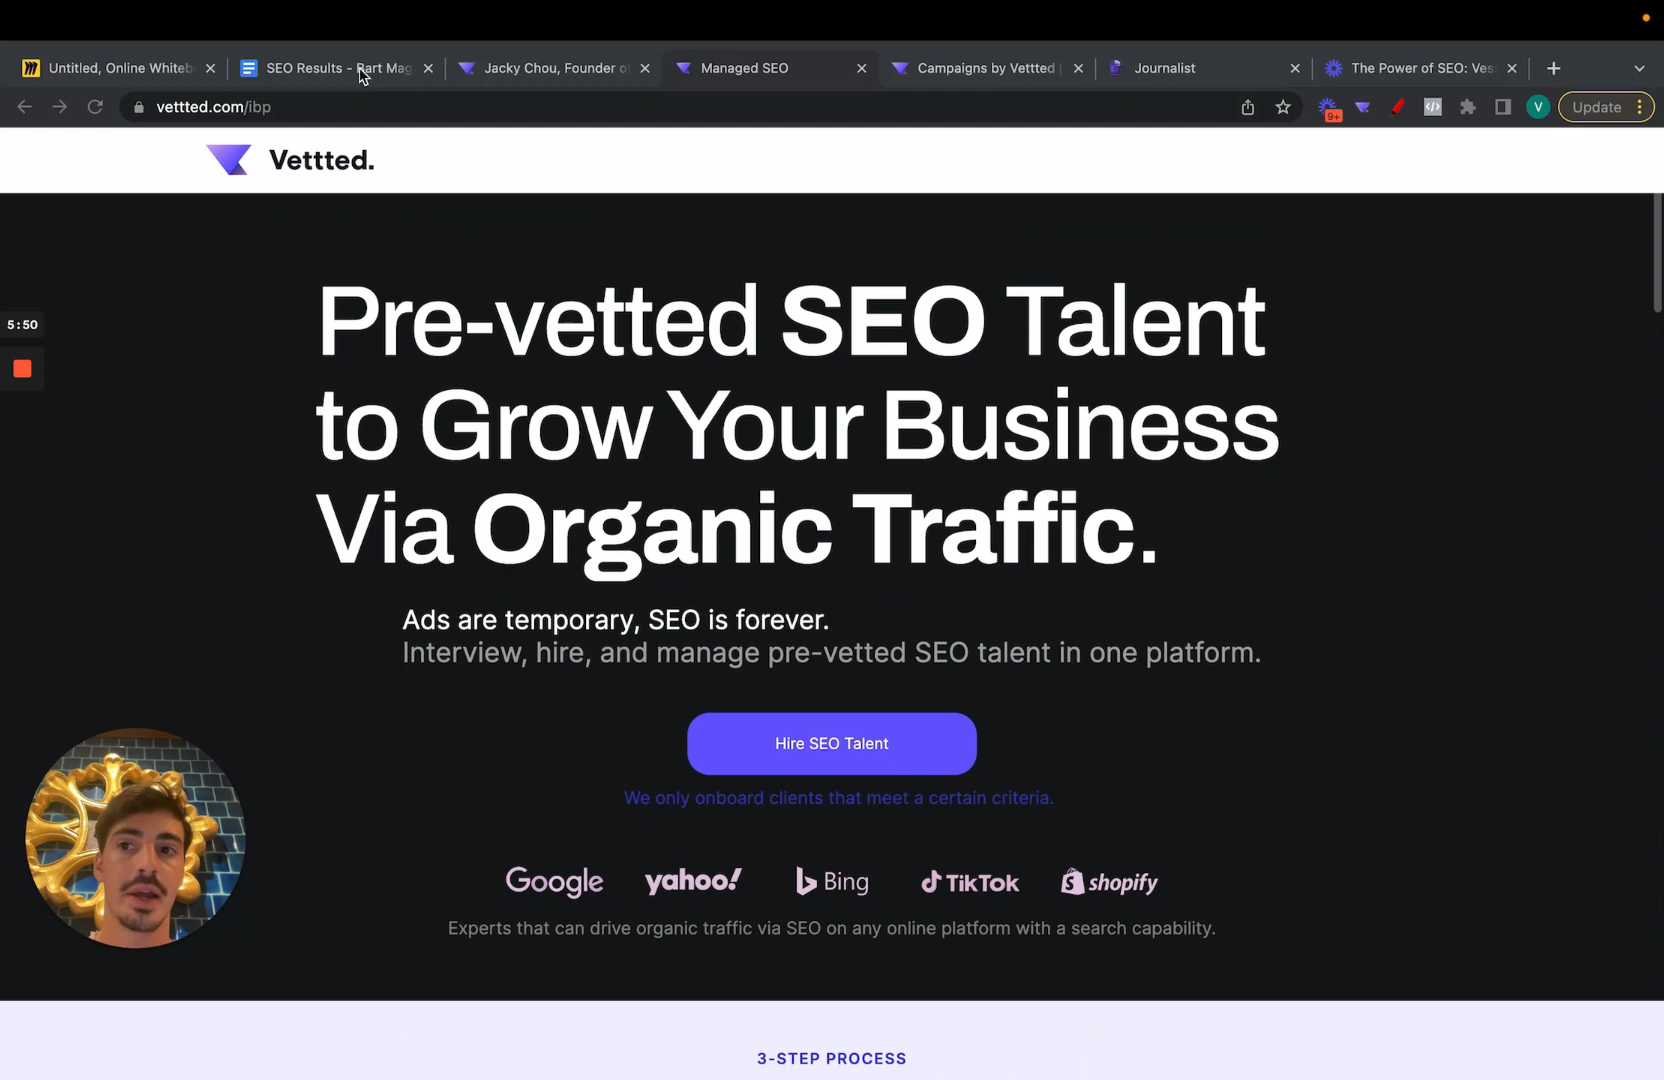 Untitled, Online Whiteb
SEO Results - Bart Mag
Jacky Chou, Founder o
Managed SEO
Campaigns by Vettted
Journalist
The Power of SEO: Ves
vettted.com/ibp
9+
V
Update
Vettted.
Pre-vetted SEO Talent
to Grow Your Business
Via Organic Traffic.
5:50
Ads are temporary, SEO is forever.
Interview, hire, and manage pre-vetted SEO talent in one platform.
Hire SEO Talent
We only onboard clients that meet a certain criteria.
Google yahoo! Bing TikTok shopify
Experts that can drive organic traffic via SEO on any online platform with a search capability.
3-STEP PROCESS